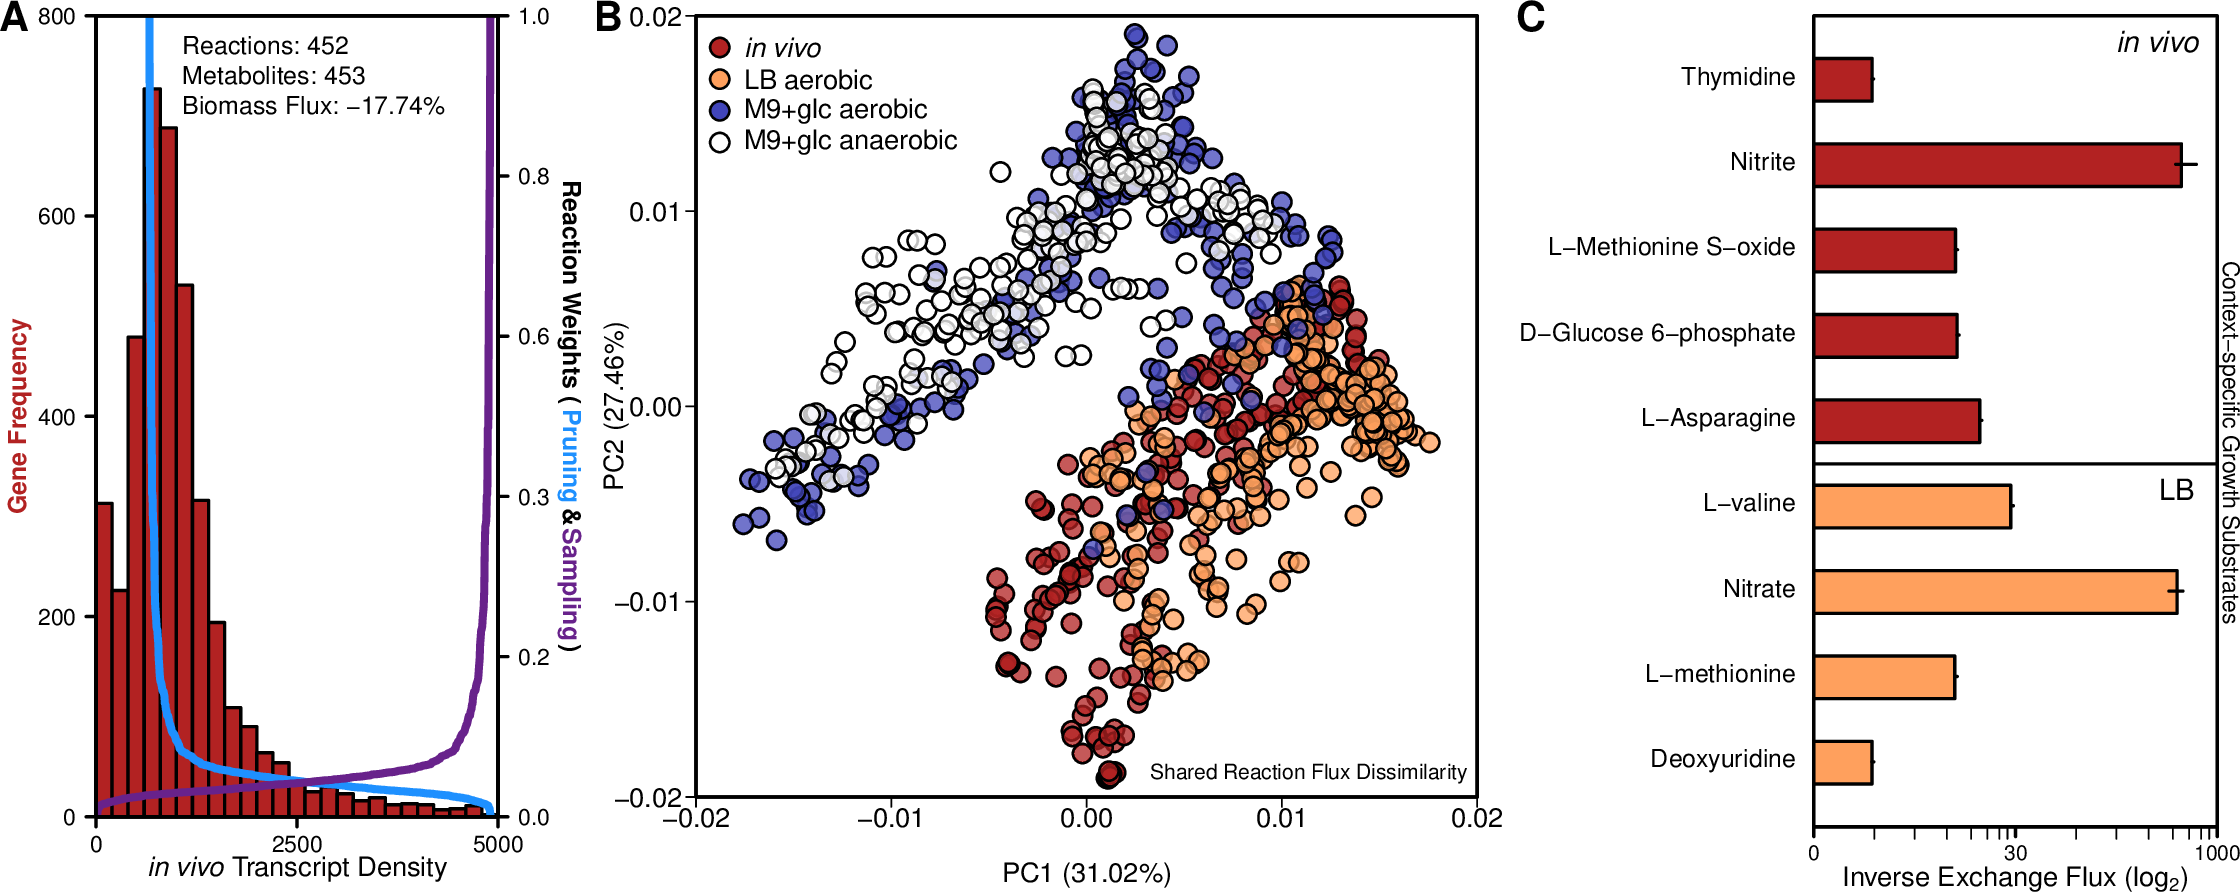 A
800
600
400
200
0
Gene Frequency
Reactions: 452
Metabolites: 453
Biomass Flux: −17.74%
1.0
0.8
0.6
0.3
0.2
0.0
Reaction Weights ( Pruning & Sampling )
0
2500
5000
in vivo Transcript Density
B
0.02
0.01
0.00
−0.01
−0.02
PC2 (27.46%)
in vivo
LB aerobic
M9+glc aerobic
M9+glc anaerobic
Shared Reaction Flux Dissimilarity
−0.02
−0.01
0.00
0.01
0.02
PC1 (31.02%)
C
in vivo
Thymidine
Nitrite
L−Methionine S−oxide
D−Glucose 6−phosphate
L−Asparagine
LB
L−valine
Nitrate
L−methionine
Deoxyuridine
Context−specific Growth Substrates
0
30
1000
Inverse Exchange Flux (log2)